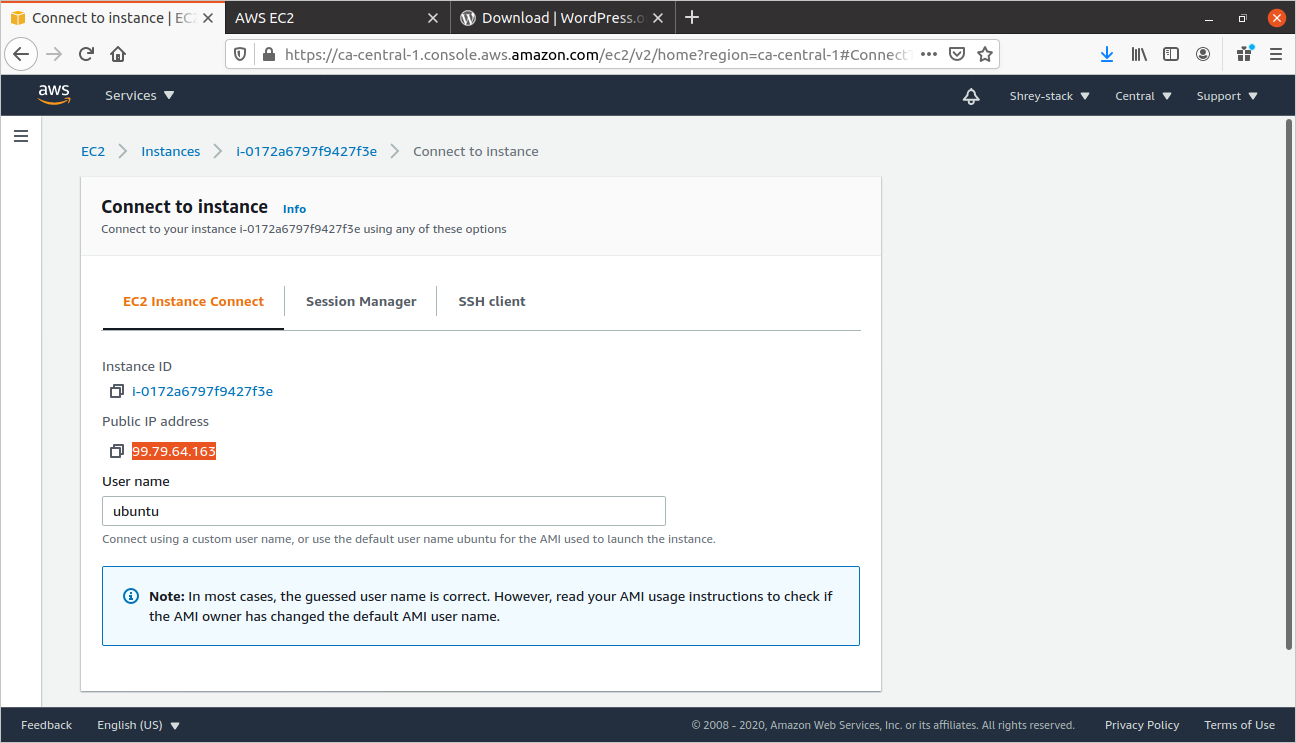 Connect to instance | EC2
AWS EC2
Download | WordPress.o
https://ca-central-1.console.aws.amazon.com/ec2/v2/home?region=ca-central-1#Connect
aws
Services
Shrey-stack
Central
Support
EC2
Instances
i-0172a6797f9427f3e
Connect to instance
Connect to instance Info
Connect to your instance i-0172a6797f9427f3e using any of these options
EC2 Instance Connect
Session Manager
SSH client
Instance ID
i-0172a6797f9427f3e
Public IP address
99.79.64.163
User name
ubuntu
Connect using a custom user name, or use the default user name ubuntu for the AMI used to launch the instance.
Note: In most cases, the guessed user name is correct. However, read your AMI usage instructions to check if
the AMI owner has changed the default AMI user name.
Feedback
English (US)
© 2008 - 2020, Amazon Web Services, Inc. or its affiliates. All rights reserved.
Privacy Policy
Terms of Use